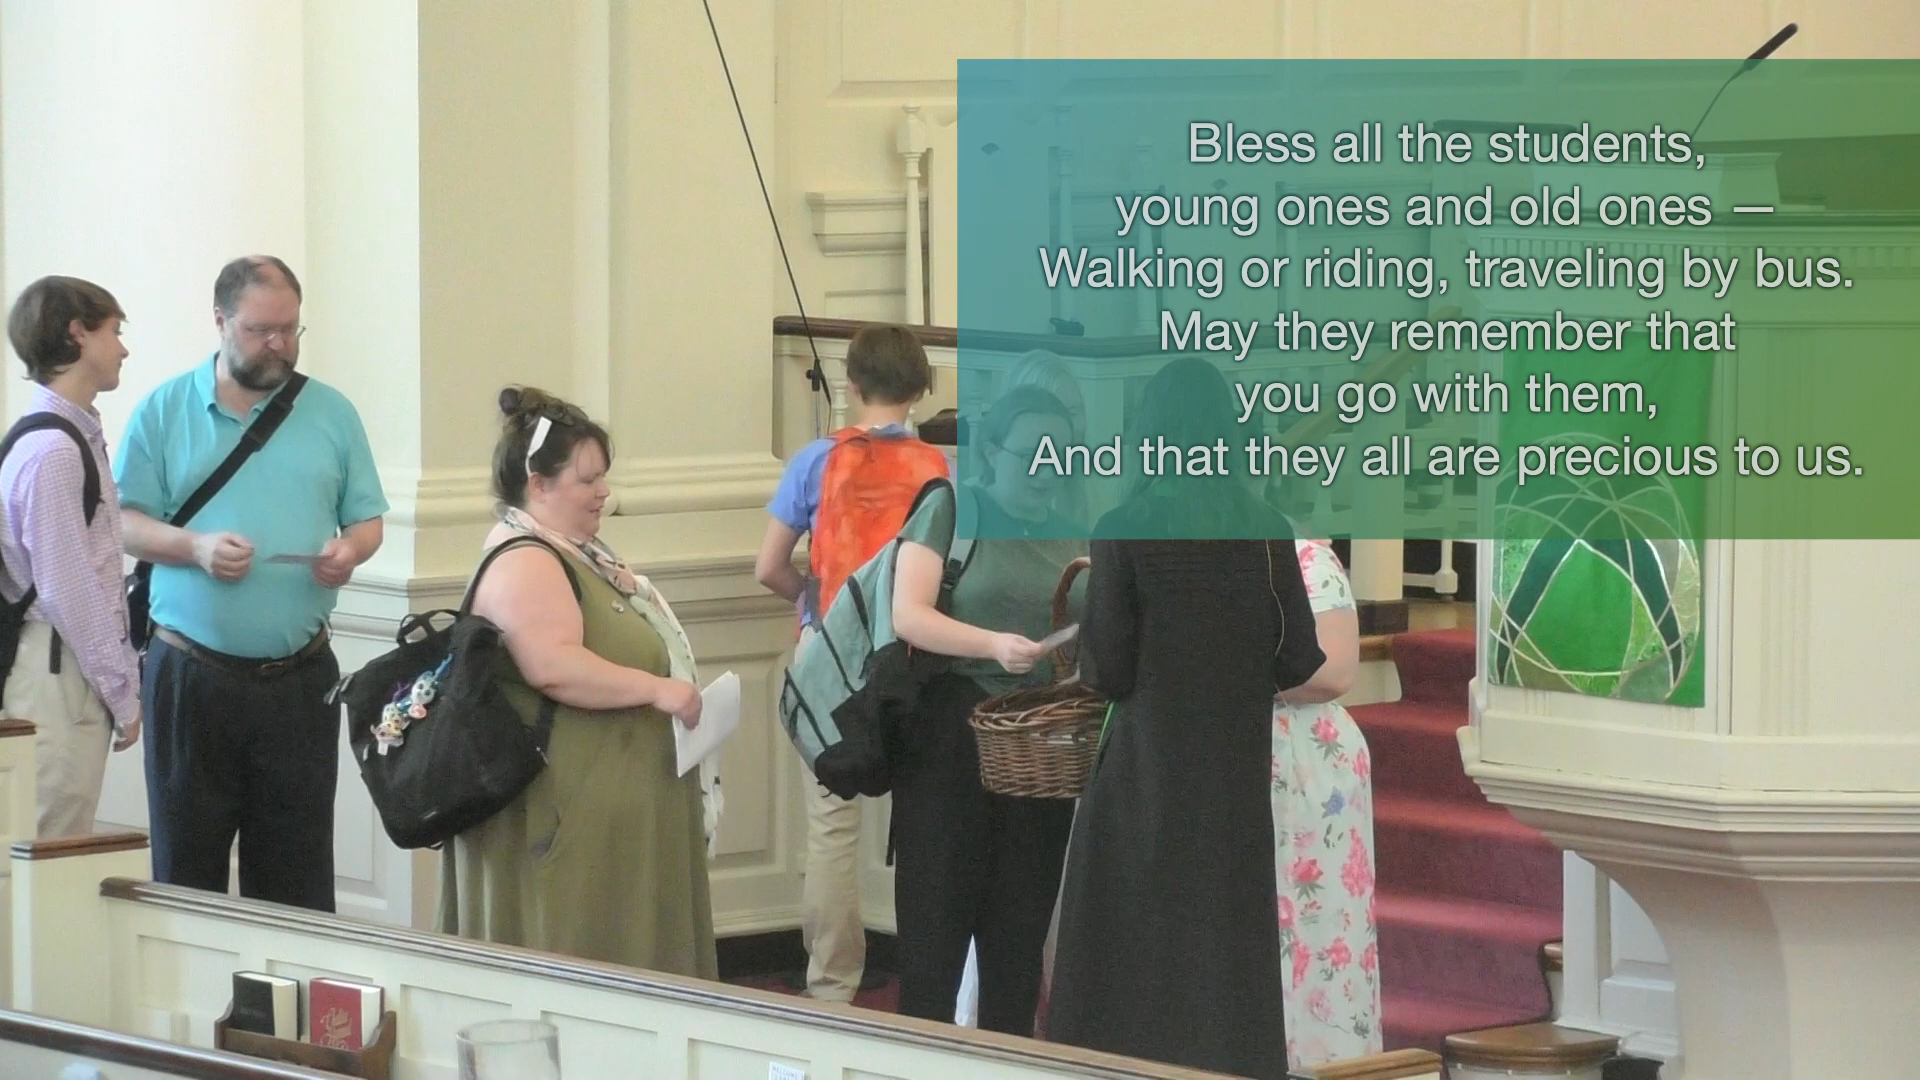 Bless all the students,
young ones and old ones —
Walking or riding, traveling by bus.
May they remember that
you go with them,
And that they all are precious to us.
WELCOME